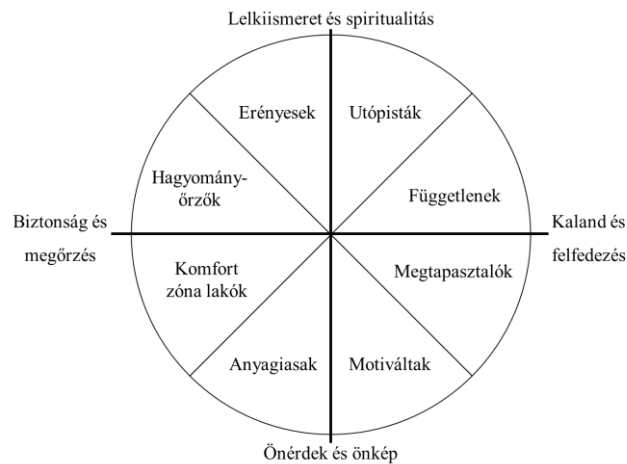 Lelkiismeret és spiritualitás
Erényesek
Utópisták
Hagyomány-
őrzők
Függetlenek
Biztonság és
megőrzés
Kaland és
felfedezés
Komfort
zóna lakók
Megtapasztalók
Anyagiasak
Motiváltak
Önérdek és önkép